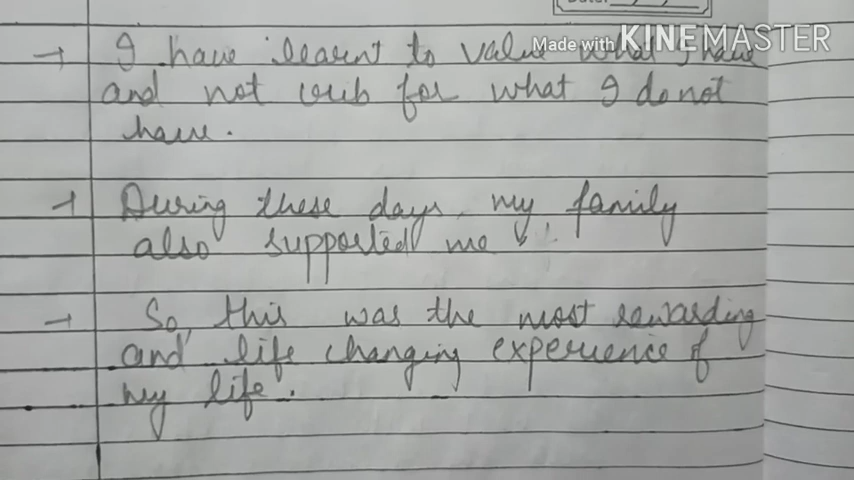 Made with KINEMASTER
→ I have learnt to value what I have
and not crib for what I do not
have.
→ During these days, my family
also supported me.
→ So, this was the most rewarding
and life changing experience of
my life.